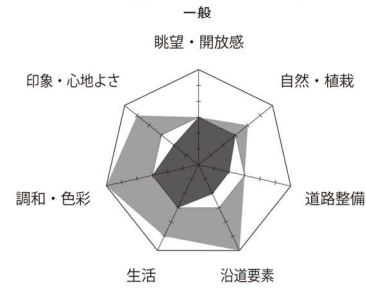 一般
眺望・開放感
印象・心地よさ
自然・植栽
調和・色彩
道路整備
生活
沿道要素